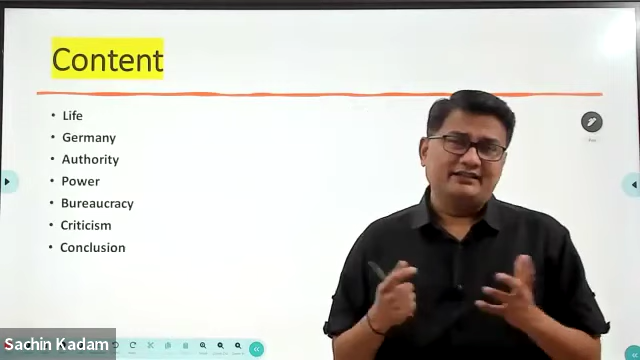 Content
• Life
• Germany
• Authority
• Power
• Bureaucracy
• Criticism
• Conclusion
Sachin Kadam